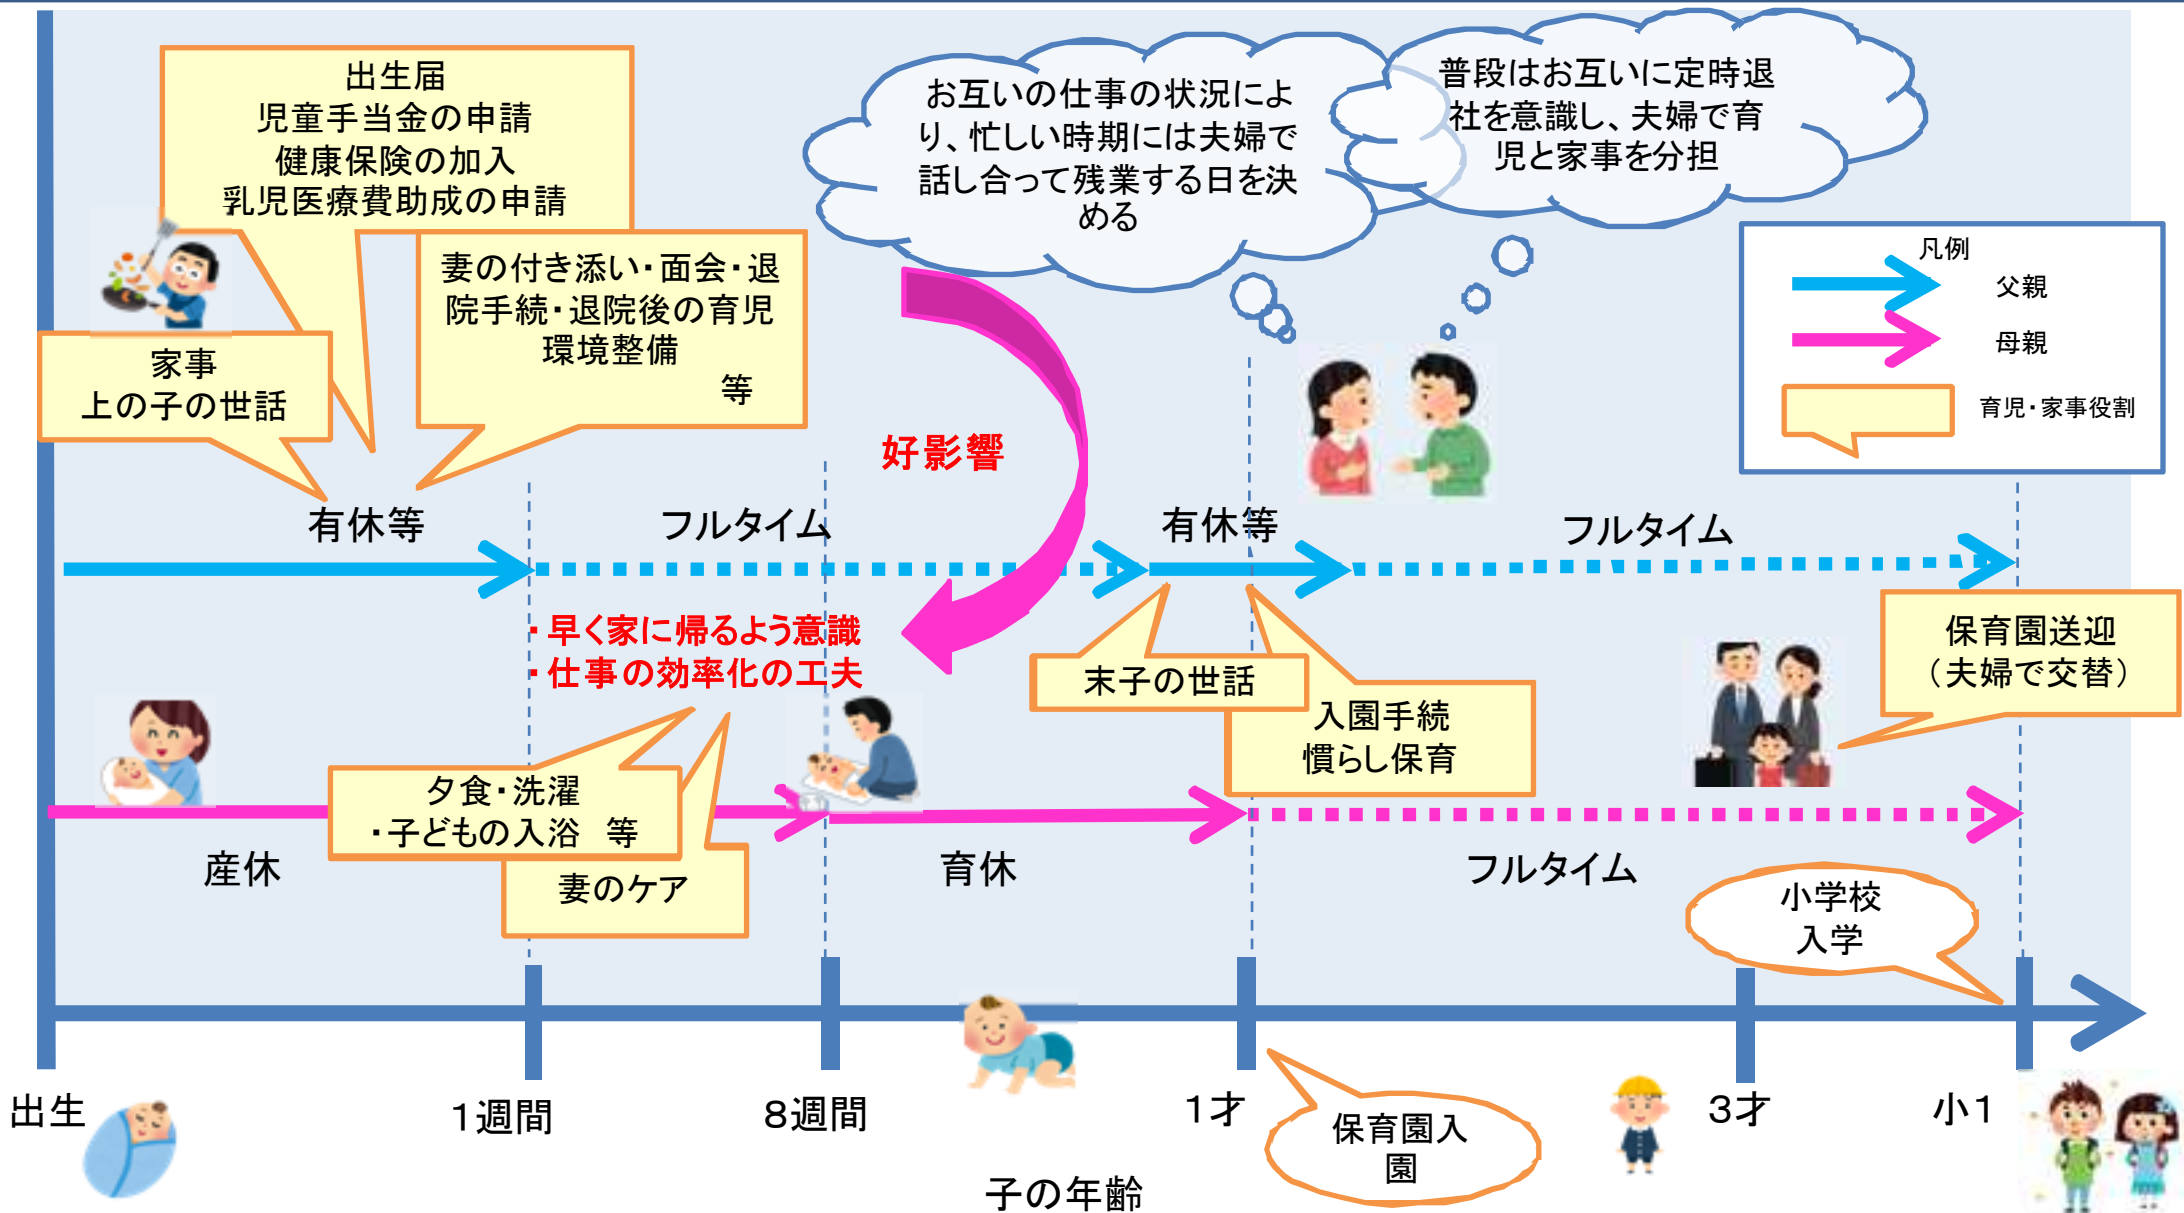 出生届
児童手当金の申請
健康保険の加入
乳児医療費助成の申請
お互いの仕事の状況によ
り、忙しい時期には夫婦で
話し合って残業する日を決
める
普段はお互いに定時退
社を意識し、夫婦で育
児と家事を分担
凡例
父親
母親
育児・家事役割
妻の付き添い・面会・退
院手続・退院後の育児
環境整備
等
家事
上の子の世話
好影響
有休等
フルタイム
有休等
フルタイム
・早く家に帰るよう意識
・仕事の効率化の工夫
末子の世話
入園手続
慣らし保育
保育園送迎
（夫婦で交替）
夕食・洗濯
・子どもの入浴　等
妻のケア
産休
育休
フルタイム
小学校
入学
出生
１週間
８週間
１才
３才
小１
保育園入
園
子の年齢